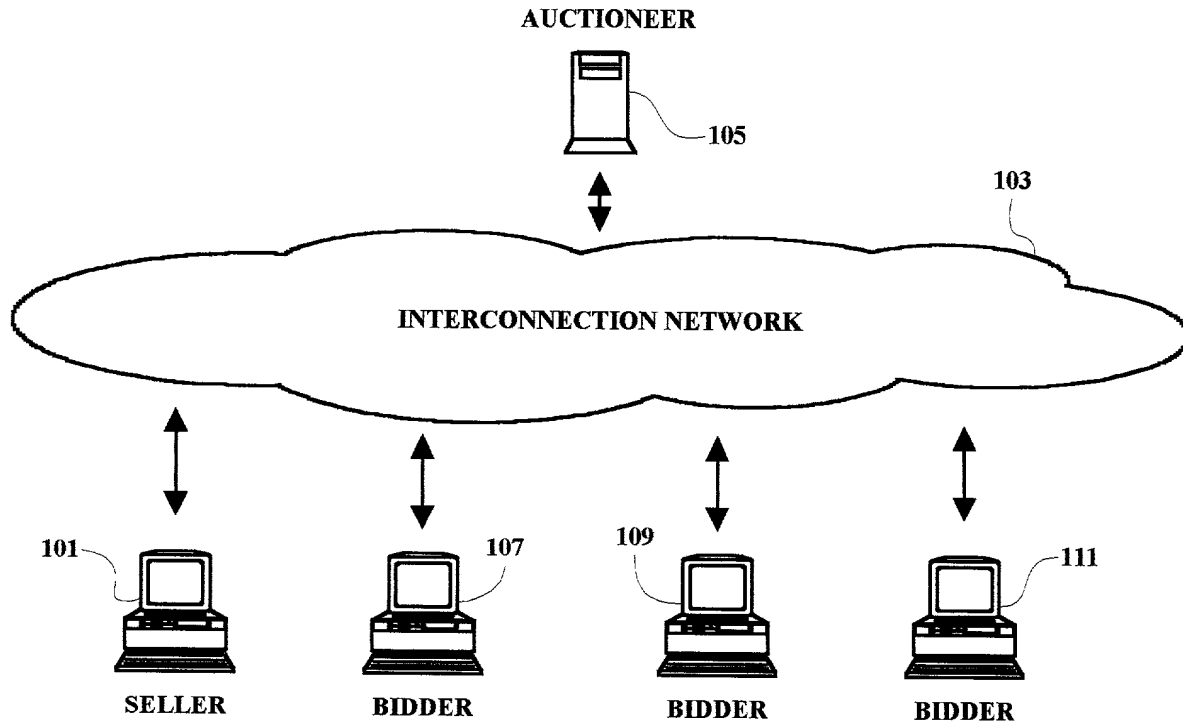 AUCTIONEER
105
103
INTERCONNECTION NETWORK
101
107
109
111
SELLER
BIDDER
BIDDER
BIDDER